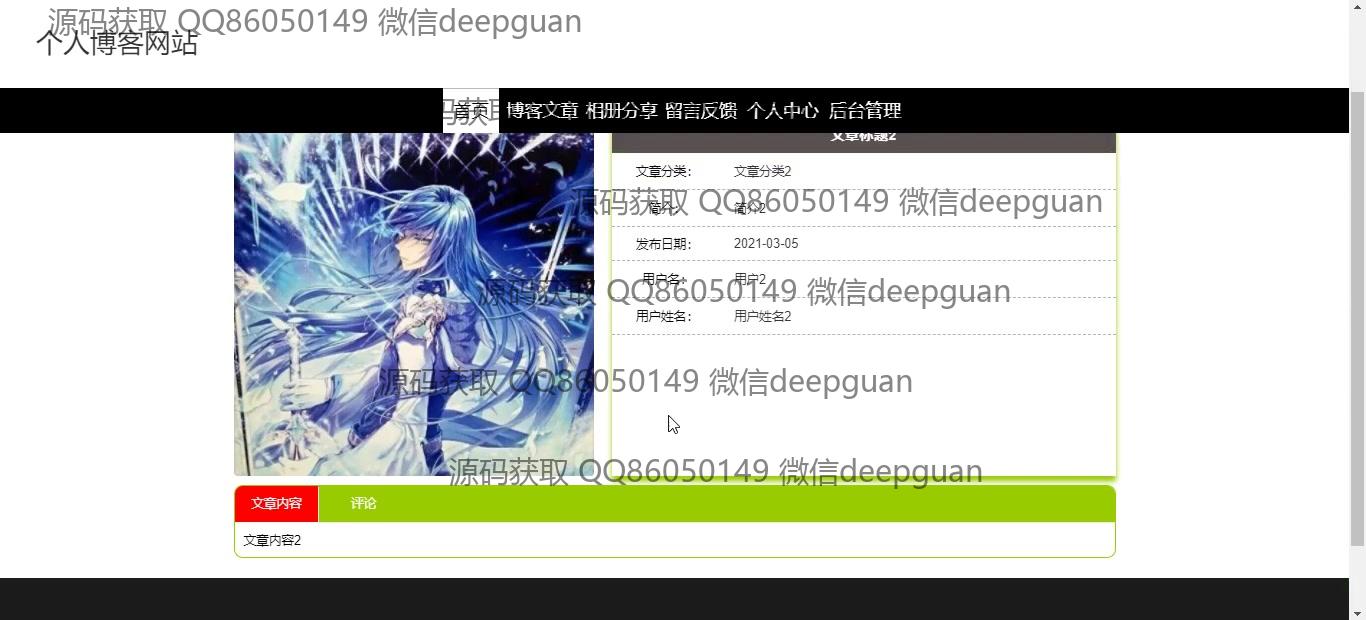 源码获取 QQ86050149 微信deepguan
个人博客网站
码获取
首页 博客文章 相册分享 留言反馈 个人中心 后台管理
文章标题2
文章分类： 文章分类2
源码获取 QQ86050149 微信deepguan
简介： 简介2
发布日期： 2021-03-05
用户名： 用户2
源码获取 QQ86050149 微信deepguan
用户姓名： 用户姓名2
源码获取 QQ86050149 微信deepguan
源码获取 QQ86050149 微信deepguan
文章内容 评论
文章内容2